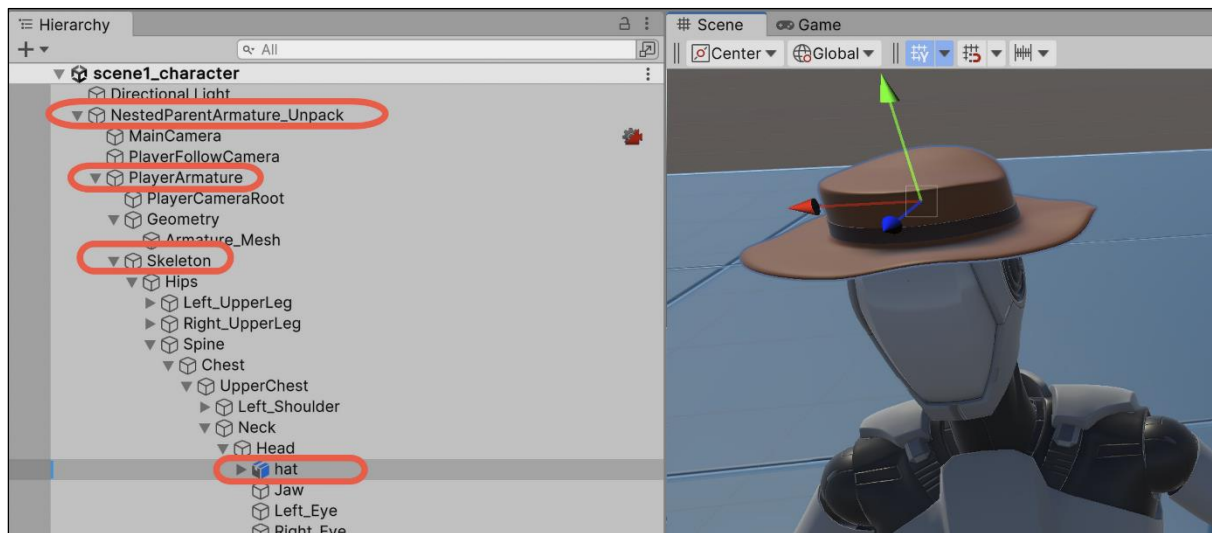 Hierarchy
All
scene1_character
Directional Light
NestedParentArmature_Unpack
MainCamera
PlayerFollowCamera
PlayerArmature
PlayerCameraRoot
Geometry
Armature_Mesh
Skeleton
Hips
Left_UpperLeg
Right_UpperLeg
Spine
Chest
UpperChest
Left_Shoulder
Neck
Head
hat
Jaw
Left_Eye
Right_Eye
Scene Game
Center Global